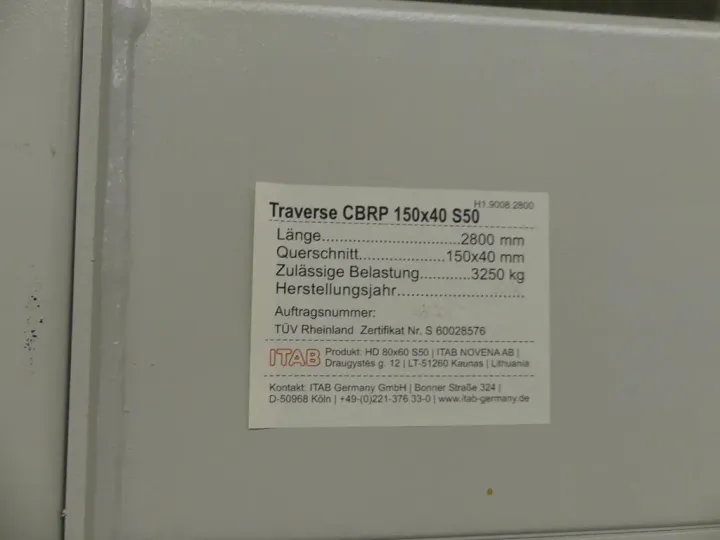 H1.9008.2800
Traverse CBRP 150x40 S50
Länge....................2800 mm
Querschnitt..............150x40 mm
Zulässige Belastung...........3250 kg
Herstellungsjahr..................
Auftragsnummer:
TÜV Rheinland Zertifikat Nr. S 60028576
ITAB Produkt: HD 80x60 S50 | ITAB NOVENA AB |
Draugystės g. 12 | LT-51260 Kaunas | Lithuania
Kontakt: ITAB Germany GmbH | Bonner Straße 324 |
D-50968 Köln | +49-(0)221-376 33-0 | www.itab-germany.de